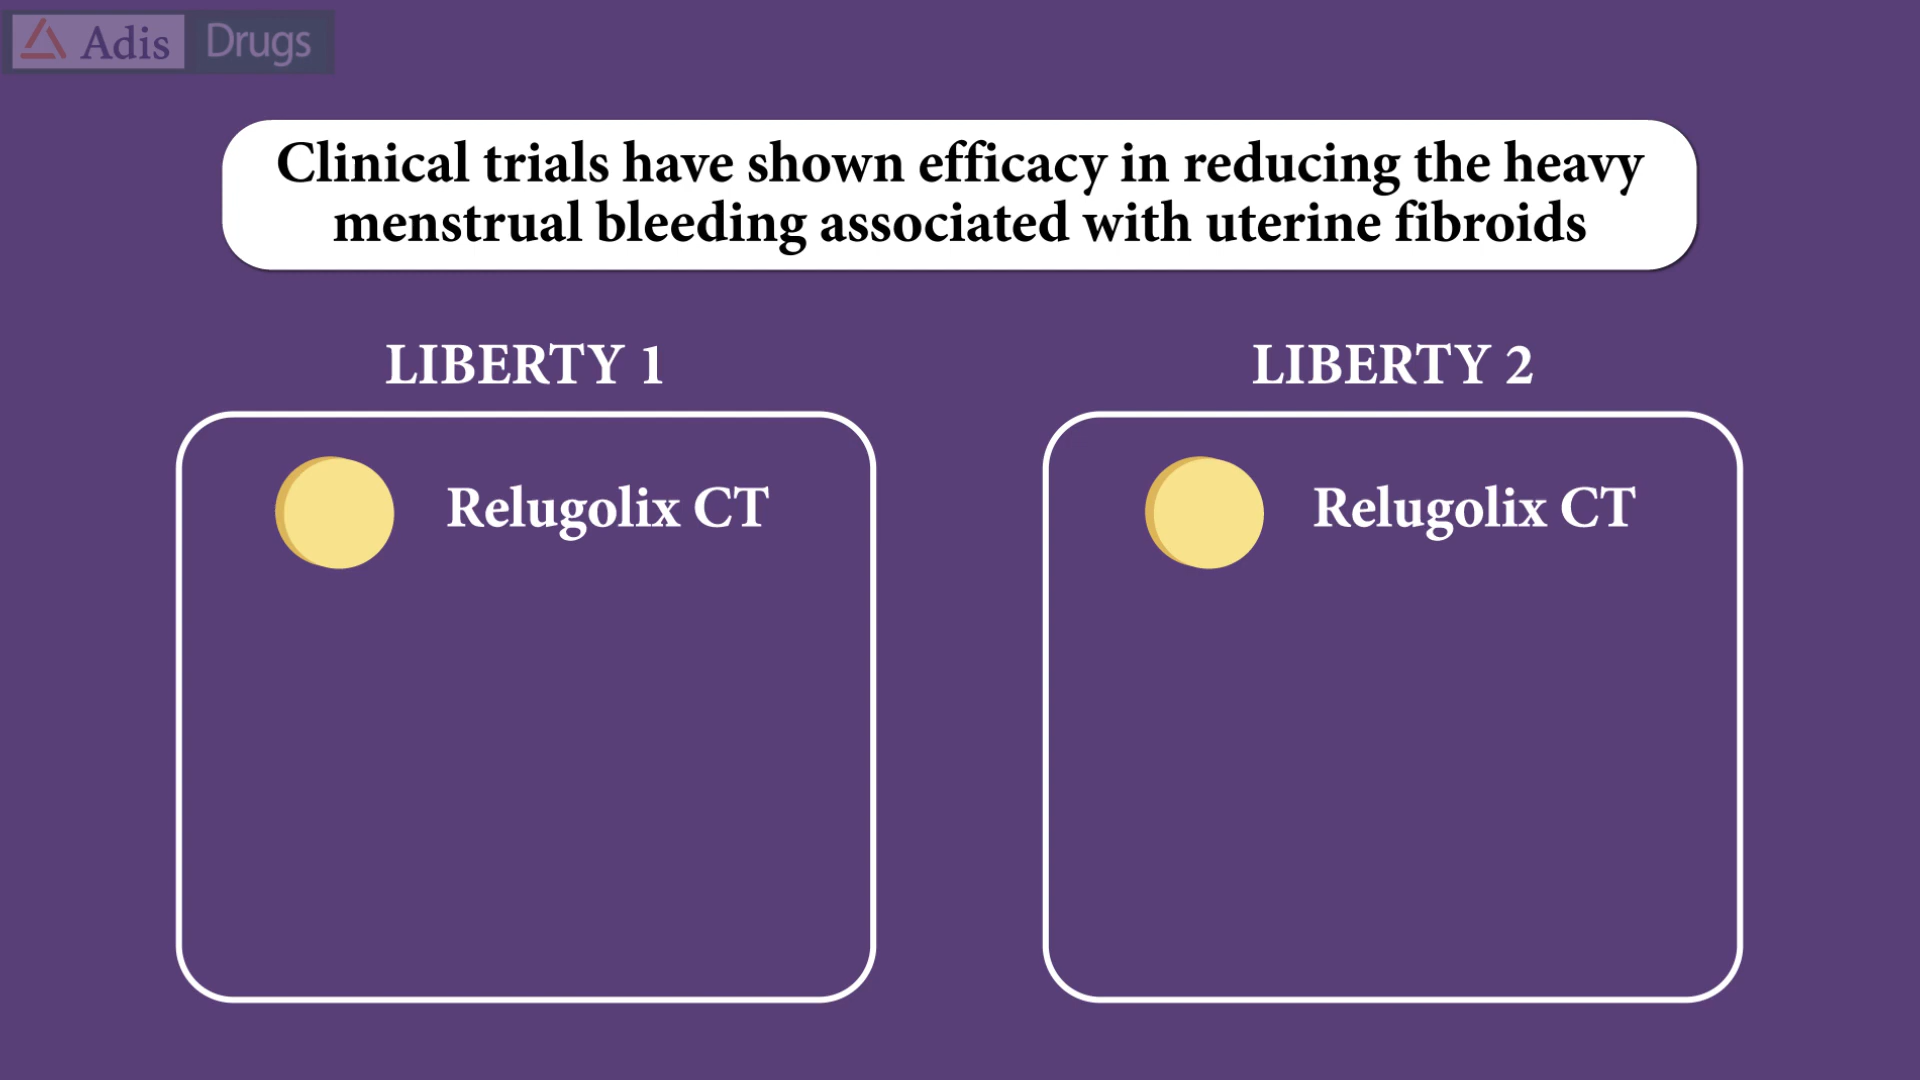 Adis Drugs
Clinical trials have shown efficacy in reducing the heavy
menstrual bleeding associated with uterine fibroids
LIBERTY 1
Relugolix CT
LIBERTY 2
Relugolix CT